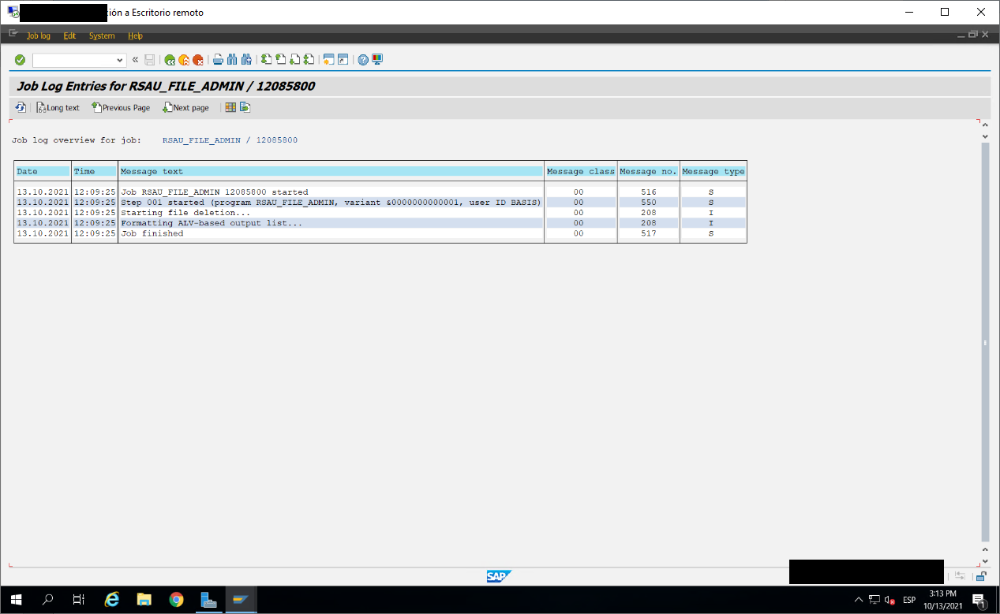 ión a Escritorio remoto
Job log Edit System Help
Job Log Entries for RSAU_FILE_ADMIN / 12085800
Long text Previous Page Next page
Job log overview for job: RSAU_FILE_ADMIN / 12085800
Date Time Message text Message class Message no. Message type
13.10.2021 12:09:25 Job RSAU_FILE_ADMIN 12085800 started 00 516 S
13.10.2021 12:09:25 Step 001 started (program RSAU_FILE_ADMIN, variant &0000000000001, user ID BASIS) 00 550 S
13.10.2021 12:09:25 Starting file deletion... 00 208 I
13.10.2021 12:09:25 Formatting ALV-based output list... 00 208 I
13.10.2021 12:09:25 Job finished 00 517 S
SAP
ESP
3:13 PM
10/13/2021
1